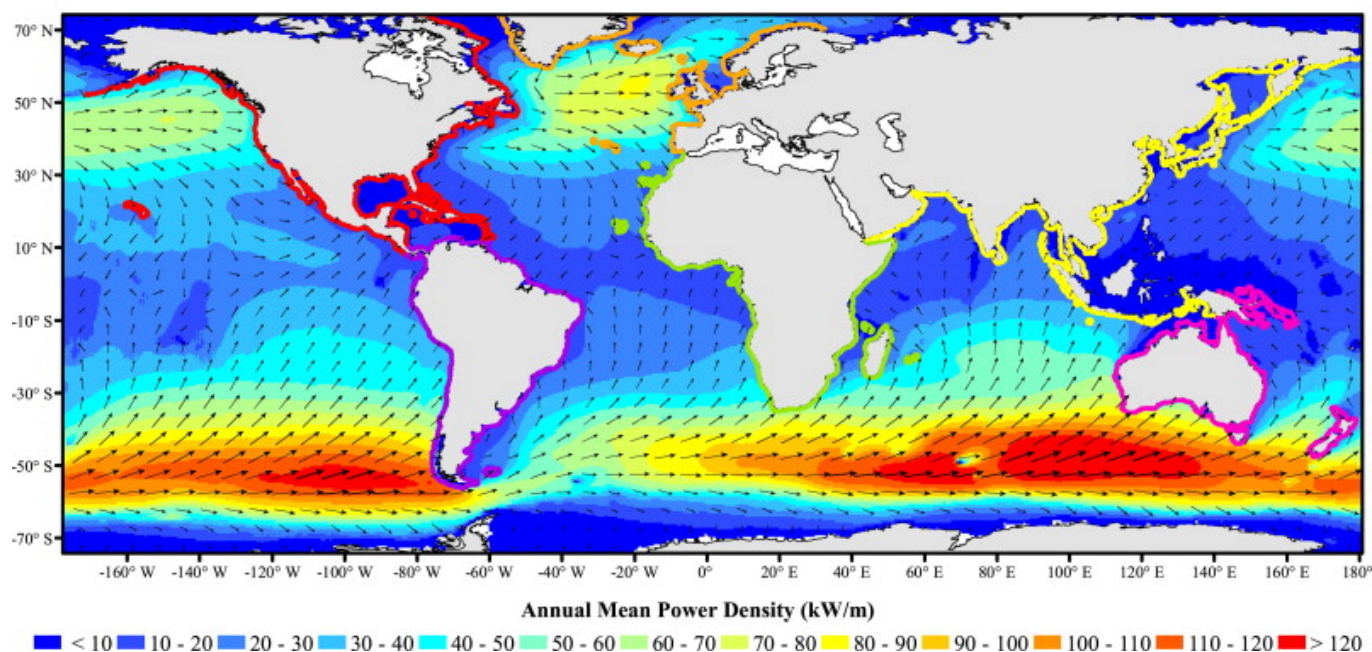 70° N
50° N
30° N
10° N
-10° S
-30° S
-50° S
-70° S
-160° W -140° W -120° W -100° W -80° W -60° W -40° W -20° W 0° 20° E 40° E 60° E 80° E 100° E 120° E 140° E 160° E 180° E
Annual Mean Power Density (kW/m)
< 10 10 - 20 20 - 30 30 - 40 40 - 50 50 - 60 60 - 70 70 - 80 80 - 90 90 - 100 100 - 110 110 - 120 > 120